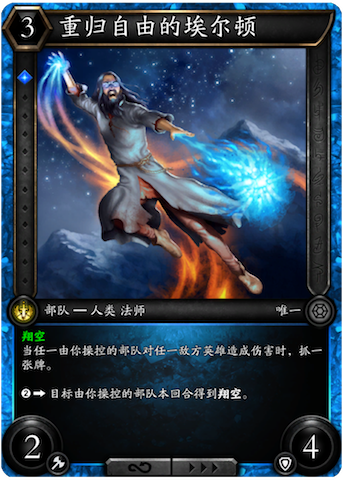 3 重归自由的埃尔顿
部队 — 人类 法师 唯一
翔空
当任一由你操控的部队对任一敌方英雄造成伤害时，抓一
张牌。
❷ ➡ 目标由你操控的部队本回合得到翔空。
2 4